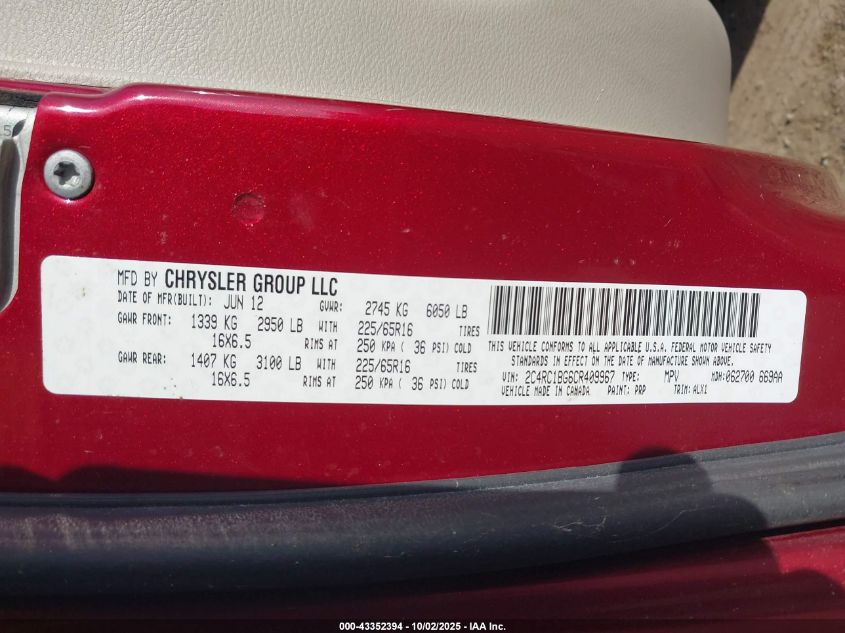 MFD BY CHRYSLER GROUP LLC
DATE OF MFR(BUILT): JUN 12 GVWR: 2745 KG 6050 LB
GAWR FRONT: 1339 KG 2950 LB WITH 225/65R16 TIRES
16X6.5 RIMS AT 250 KPA ( 36 PSI) COLD
GAWR REAR: 1407 KG 3100 LB WITH 225/65R16 TIRES
16X6.5 RIMS AT 250 KPA ( 36 PSI) COLD
THIS VEHICLE CONFORMS TO ALL APPLICABLE U.S.A. FEDERAL MOTOR VEHICLE SAFETY
STANDARDS IN EFFECT ON THE DATE OF MANUFACTURE SHOWN ABOVE.
VIN: 2C4RC1BG6CR409967 TYPE: MPV MDH:062700 669AA
VEHICLE MADE IN CANADA PAINT: PRP TRIM: ALX1
000-43352394 - 10/02/2025 - IAA Inc.